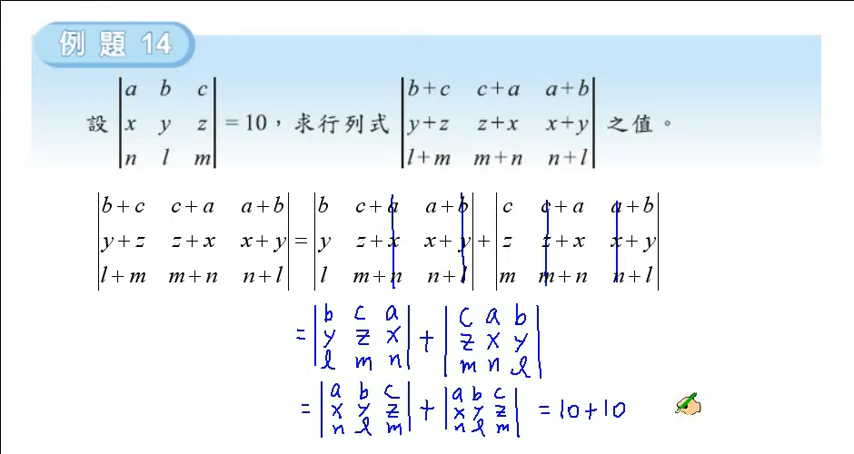 例題 14
設 |a b c; x y z; n l m| = 10，求行列式 |b+c c+a a+b; y+z z+x x+y; l+m m+n n+l| 之值。
|b+c c+a a+b; y+z z+x x+y; l+m m+n n+l| = |b c+a a+b; y z+x x+y; l m+n n+l| + |c c+a a+b; z z+x x+y; m m+n n+l|
= |b c a; y z x; l m n| + |c a b; z x y; m n l|
= |a b c; x y z; n l m| + |a b c; x y z; n l m| = 10+10